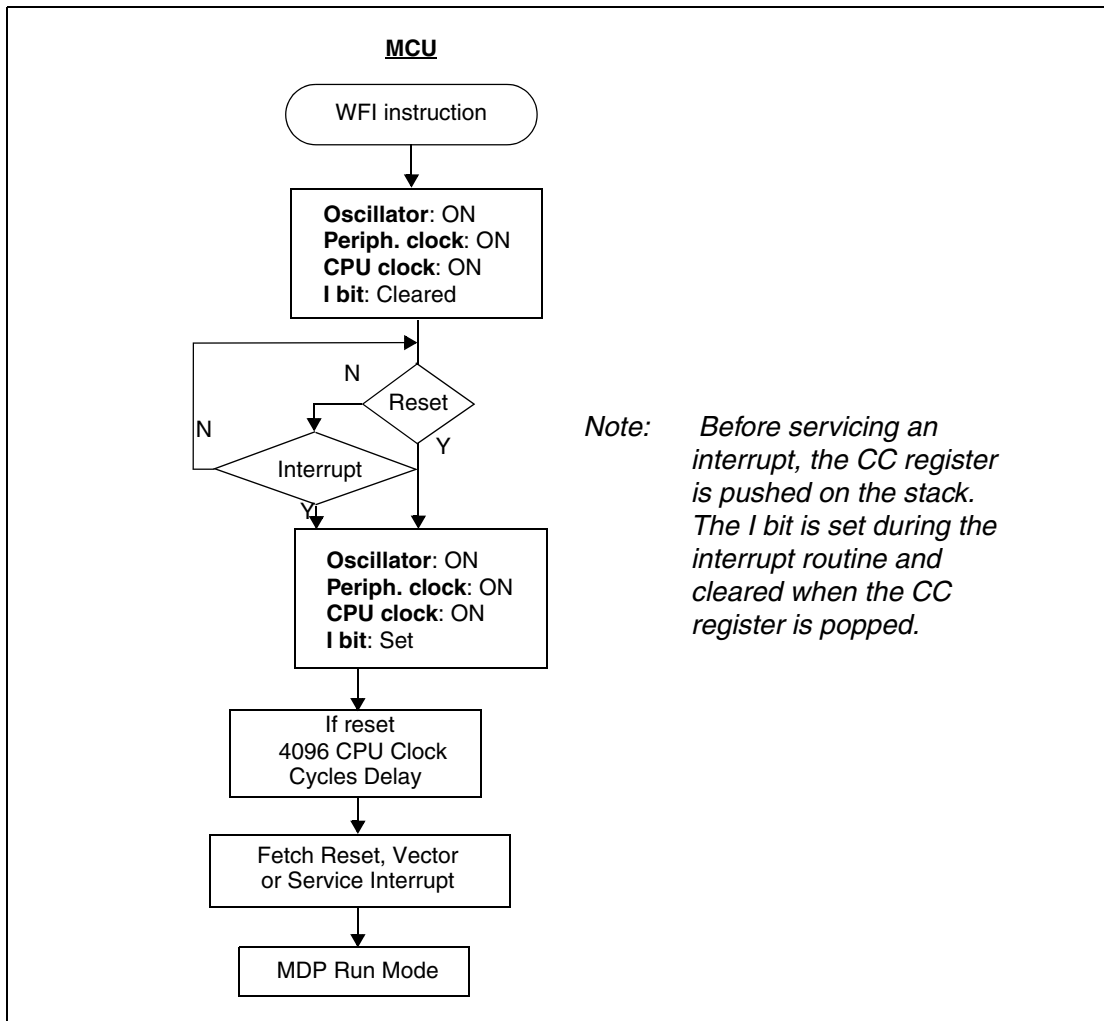 MCU
WFI instruction
Oscillator: ON
Periph. clock: ON
CPU clock: ON
I bit: Cleared
N
Reset
N
Y
Interrupt
Y
Note: Before servicing an
interrupt, the CC register
is pushed on the stack.
The I bit is set during the
interrupt routine and
cleared when the CC
register is popped.
Oscillator: ON
Periph. clock: ON
CPU clock: ON
I bit: Set
If reset
4096 CPU Clock
Cycles Delay
Fetch Reset, Vector
or Service Interrupt
MDP Run Mode